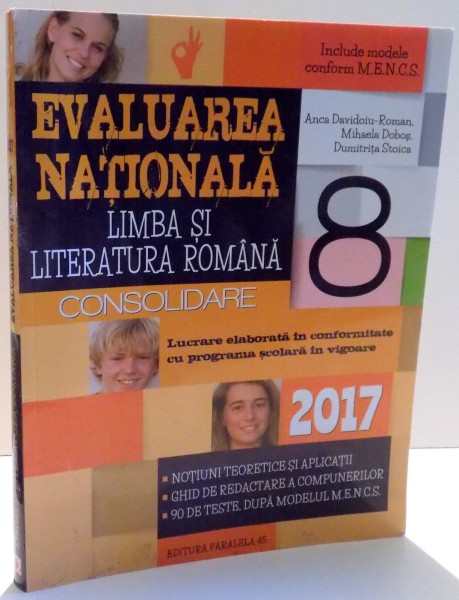 Include modele
conform M.E.N.C.S.
Anca Davidoiu-Roman,
Mihaela Doboș,
Dumitrița Stoica
EVALUAREA
NAȚIONALĂ
LIMBA ȘI
LITERATURA ROMÂNĂ
CONSOLIDARE
8
Lucrare elaborată în conformitate
cu programa școlară în vigoare
2017
▪ NOȚIUNI TEORETICE ȘI APLICAȚII
▪ GHID DE REDACTARE A COMPUNERILOR
▪ 90 DE TESTE, DUPĂ MODELUL M.E.N.C.S.
EDITURA PARALELA 45